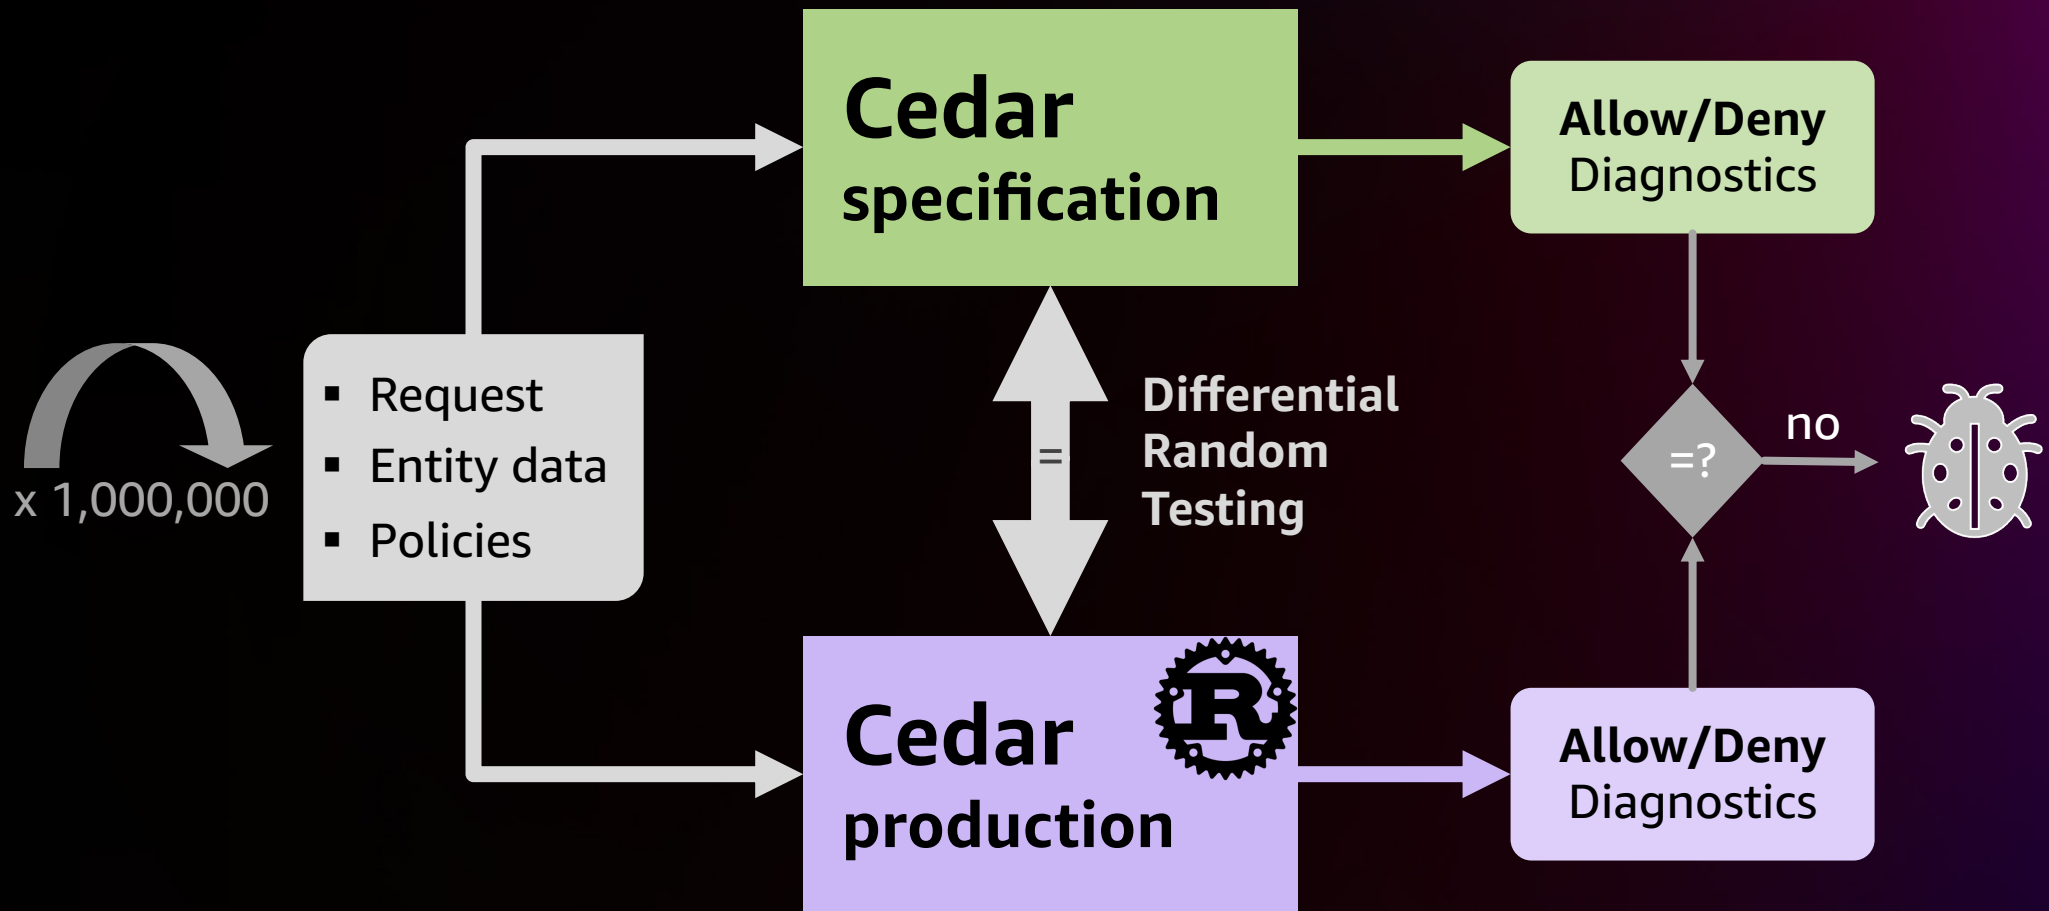 Cedar
specification
Allow/Deny
Diagnostics
▪ Request
▪ Entity data
▪ Policies
x 1,000,000
=
Differential
Random
Testing
=?
no
R
Cedar
production
Allow/Deny
Diagnostics